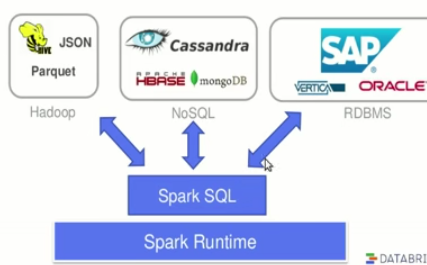 HIVE
JSON
Parquet
Hadoop
Cassandra
APACHE
HBASE
mongoDB
NoSQL
SAP
VERTICA
ORACLE
RDBMS
Spark SQL
Spark Runtime
DATABRI